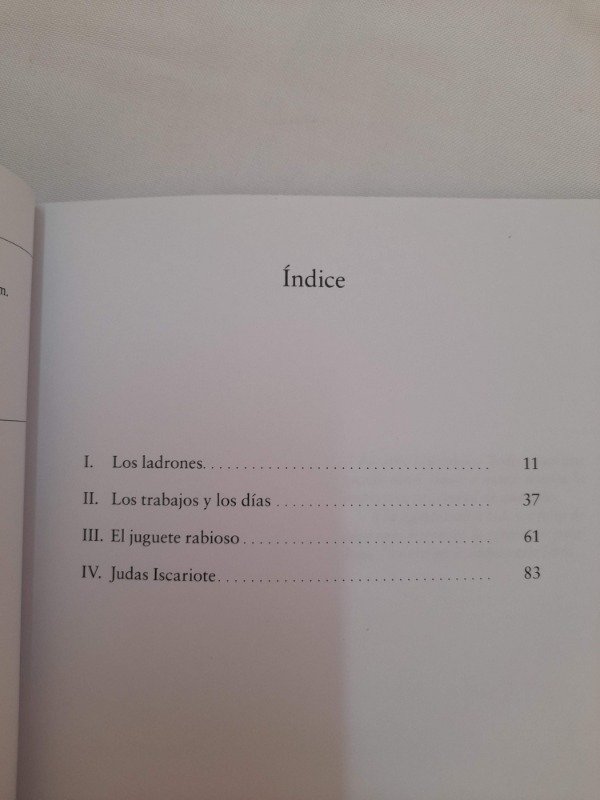 Índice
I. Los ladrones. . . . . . . . . . . . . . . . . . . . . . . . . . . . . . . . . . . . 11
II. Los trabajos y los días . . . . . . . . . . . . . . . . . . . . . . . . . . . 37
III. El juguete rabioso . . . . . . . . . . . . . . . . . . . . . . . . . . . . . . . 61
IV. Judas Iscariote. . . . . . . . . . . . . . . . . . . . . . . . . . . . . . . . . . 83